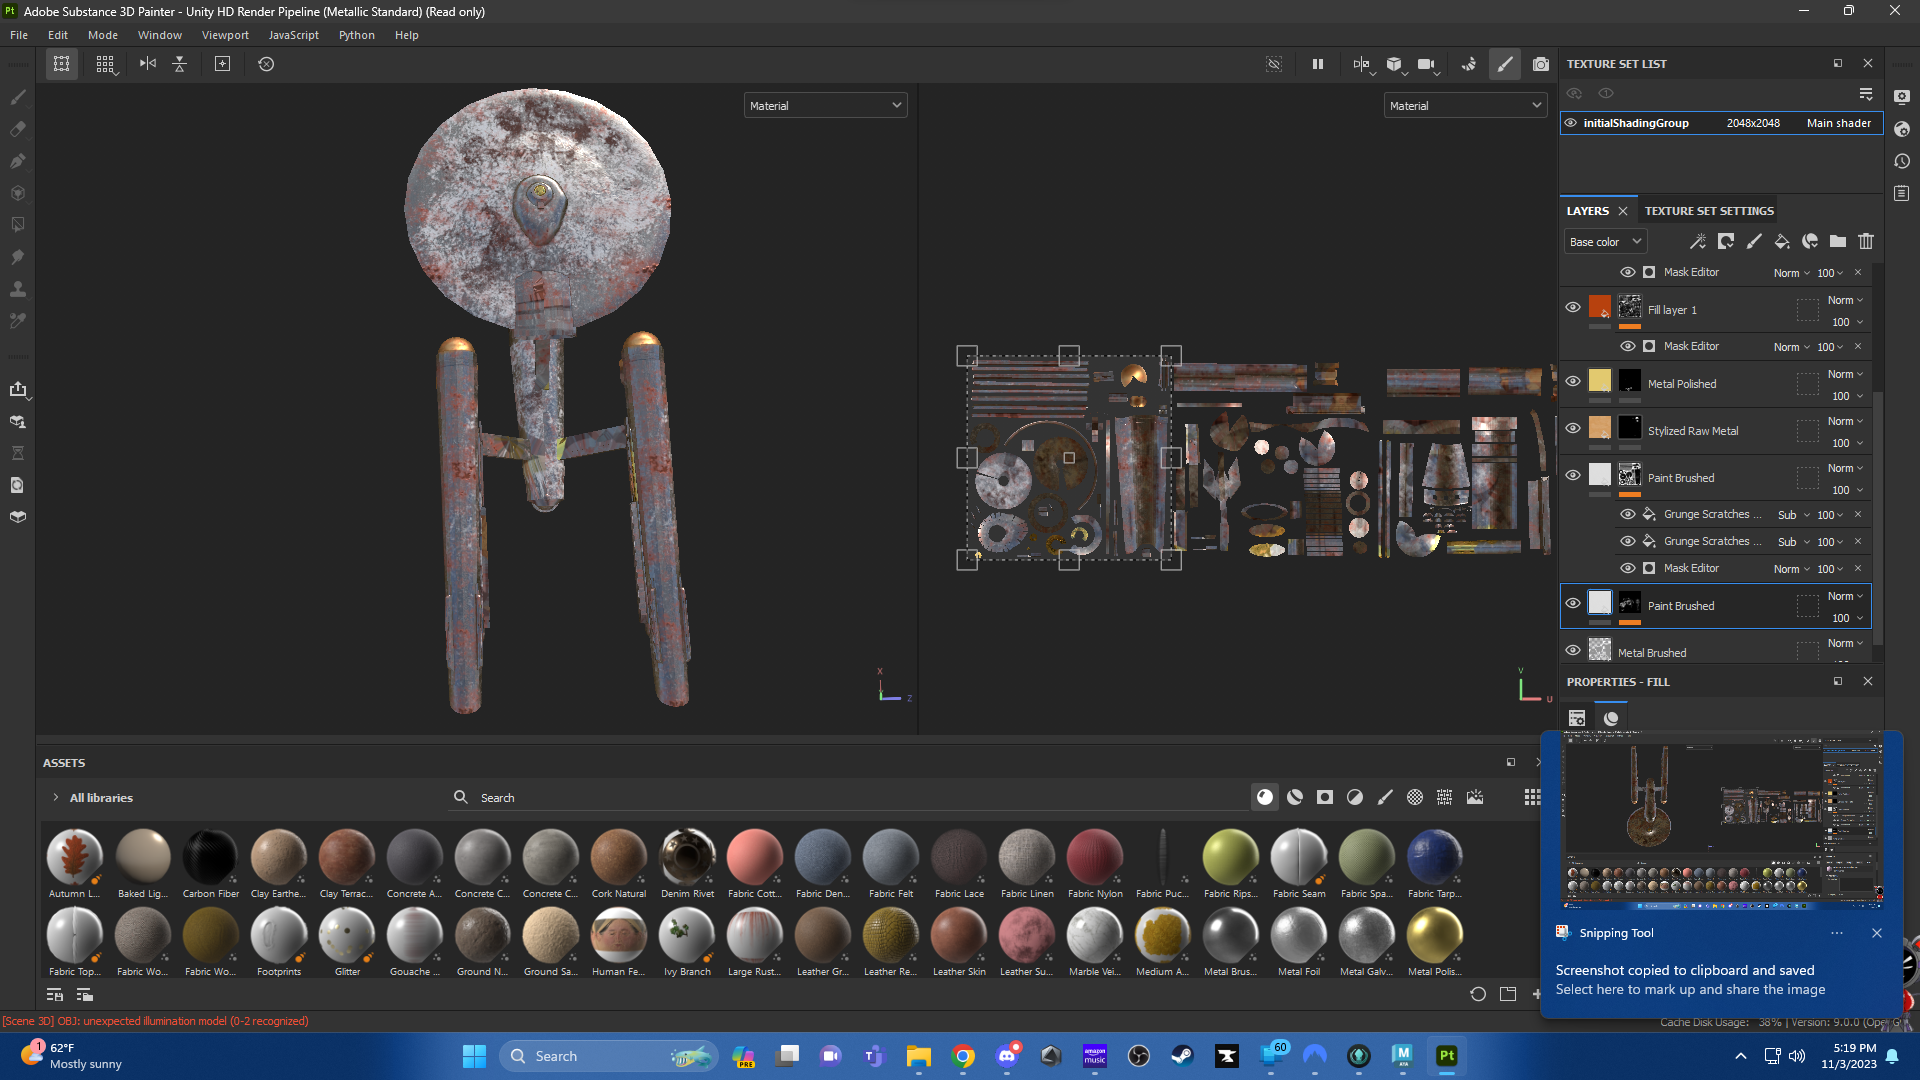 Pt Adobe Substance 3D Painter - Unity HD Render Pipeline (Metallic Standard) (Read only)
File Edit Mode Window Viewport JavaScript Python Help
Material
Material
TEXTURE SET LIST
initialShadingGroup 2048x2048 Main shader
LAYERS TEXTURE SET SETTINGS
Base color
Mask Editor Norm 100
Fill layer 1 Norm 100
Mask Editor Norm 100
Metal Polished Norm 100
Stylized Raw Metal Norm 100
Paint Brushed Norm 100
Grunge Scratches ... Sub 100
Grunge Scratches ... Sub 100
Mask Editor Norm 100
Paint Brushed Norm 100
Metal Brushed Norm
X
Z
V
U
PROPERTIES - FILL
ASSETS
All libraries
Search
Autumn L... Baked Lig... Carbon Fiber Clay Earthe... Clay Terrac... Concrete A... Concrete C... Concrete C... Cork Natural Denim Rivet Fabric Cott... Fabric Den... Fabric Felt Fabric Lace Fabric Linen Fabric Nylon Fabric Puc... Fabric Rips... Fabric Seam Fabric Spa... Fabric Tarp...
Fabric Top... Fabric Wo... Fabric Wo... Footprints Glitter Gouache ... Ground N... Ground Sa... Human Fe... Ivy Branch Large Rust... Leather Gr... Leather Re... Leather Skin Leather Su... Marble Vei... Medium A... Metal Brus... Metal Foil Metal Galv... Metal Polis...
Snipping Tool
Screenshot copied to clipboard and saved
Select here to mark up and share the image
[Scene 3D] OBJ: unexpected illumination model (0-2 recognized)
Cache Disk Usage: 38% | Version: 9.0.0
1
62°F
Mostly sunny
Search
PRE
amazon music
60
M
Pt
5:19 PM
11/3/2023